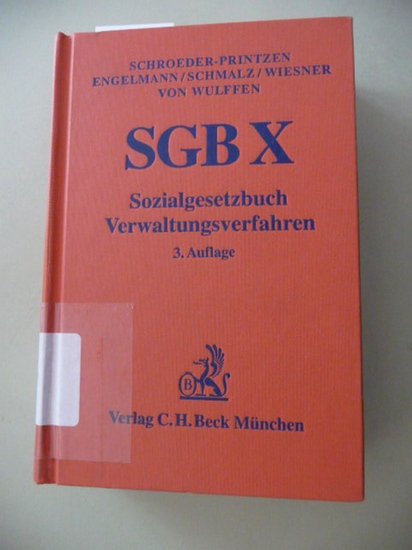 SCHROEDER-PRINTZEN
ENGELMANN/SCHMALZ/WIESNER
VON WULFFEN
SGB X
Sozialgesetzbuch
Verwaltungsverfahren
3. Auflage
B
Verlag C.H.Beck München